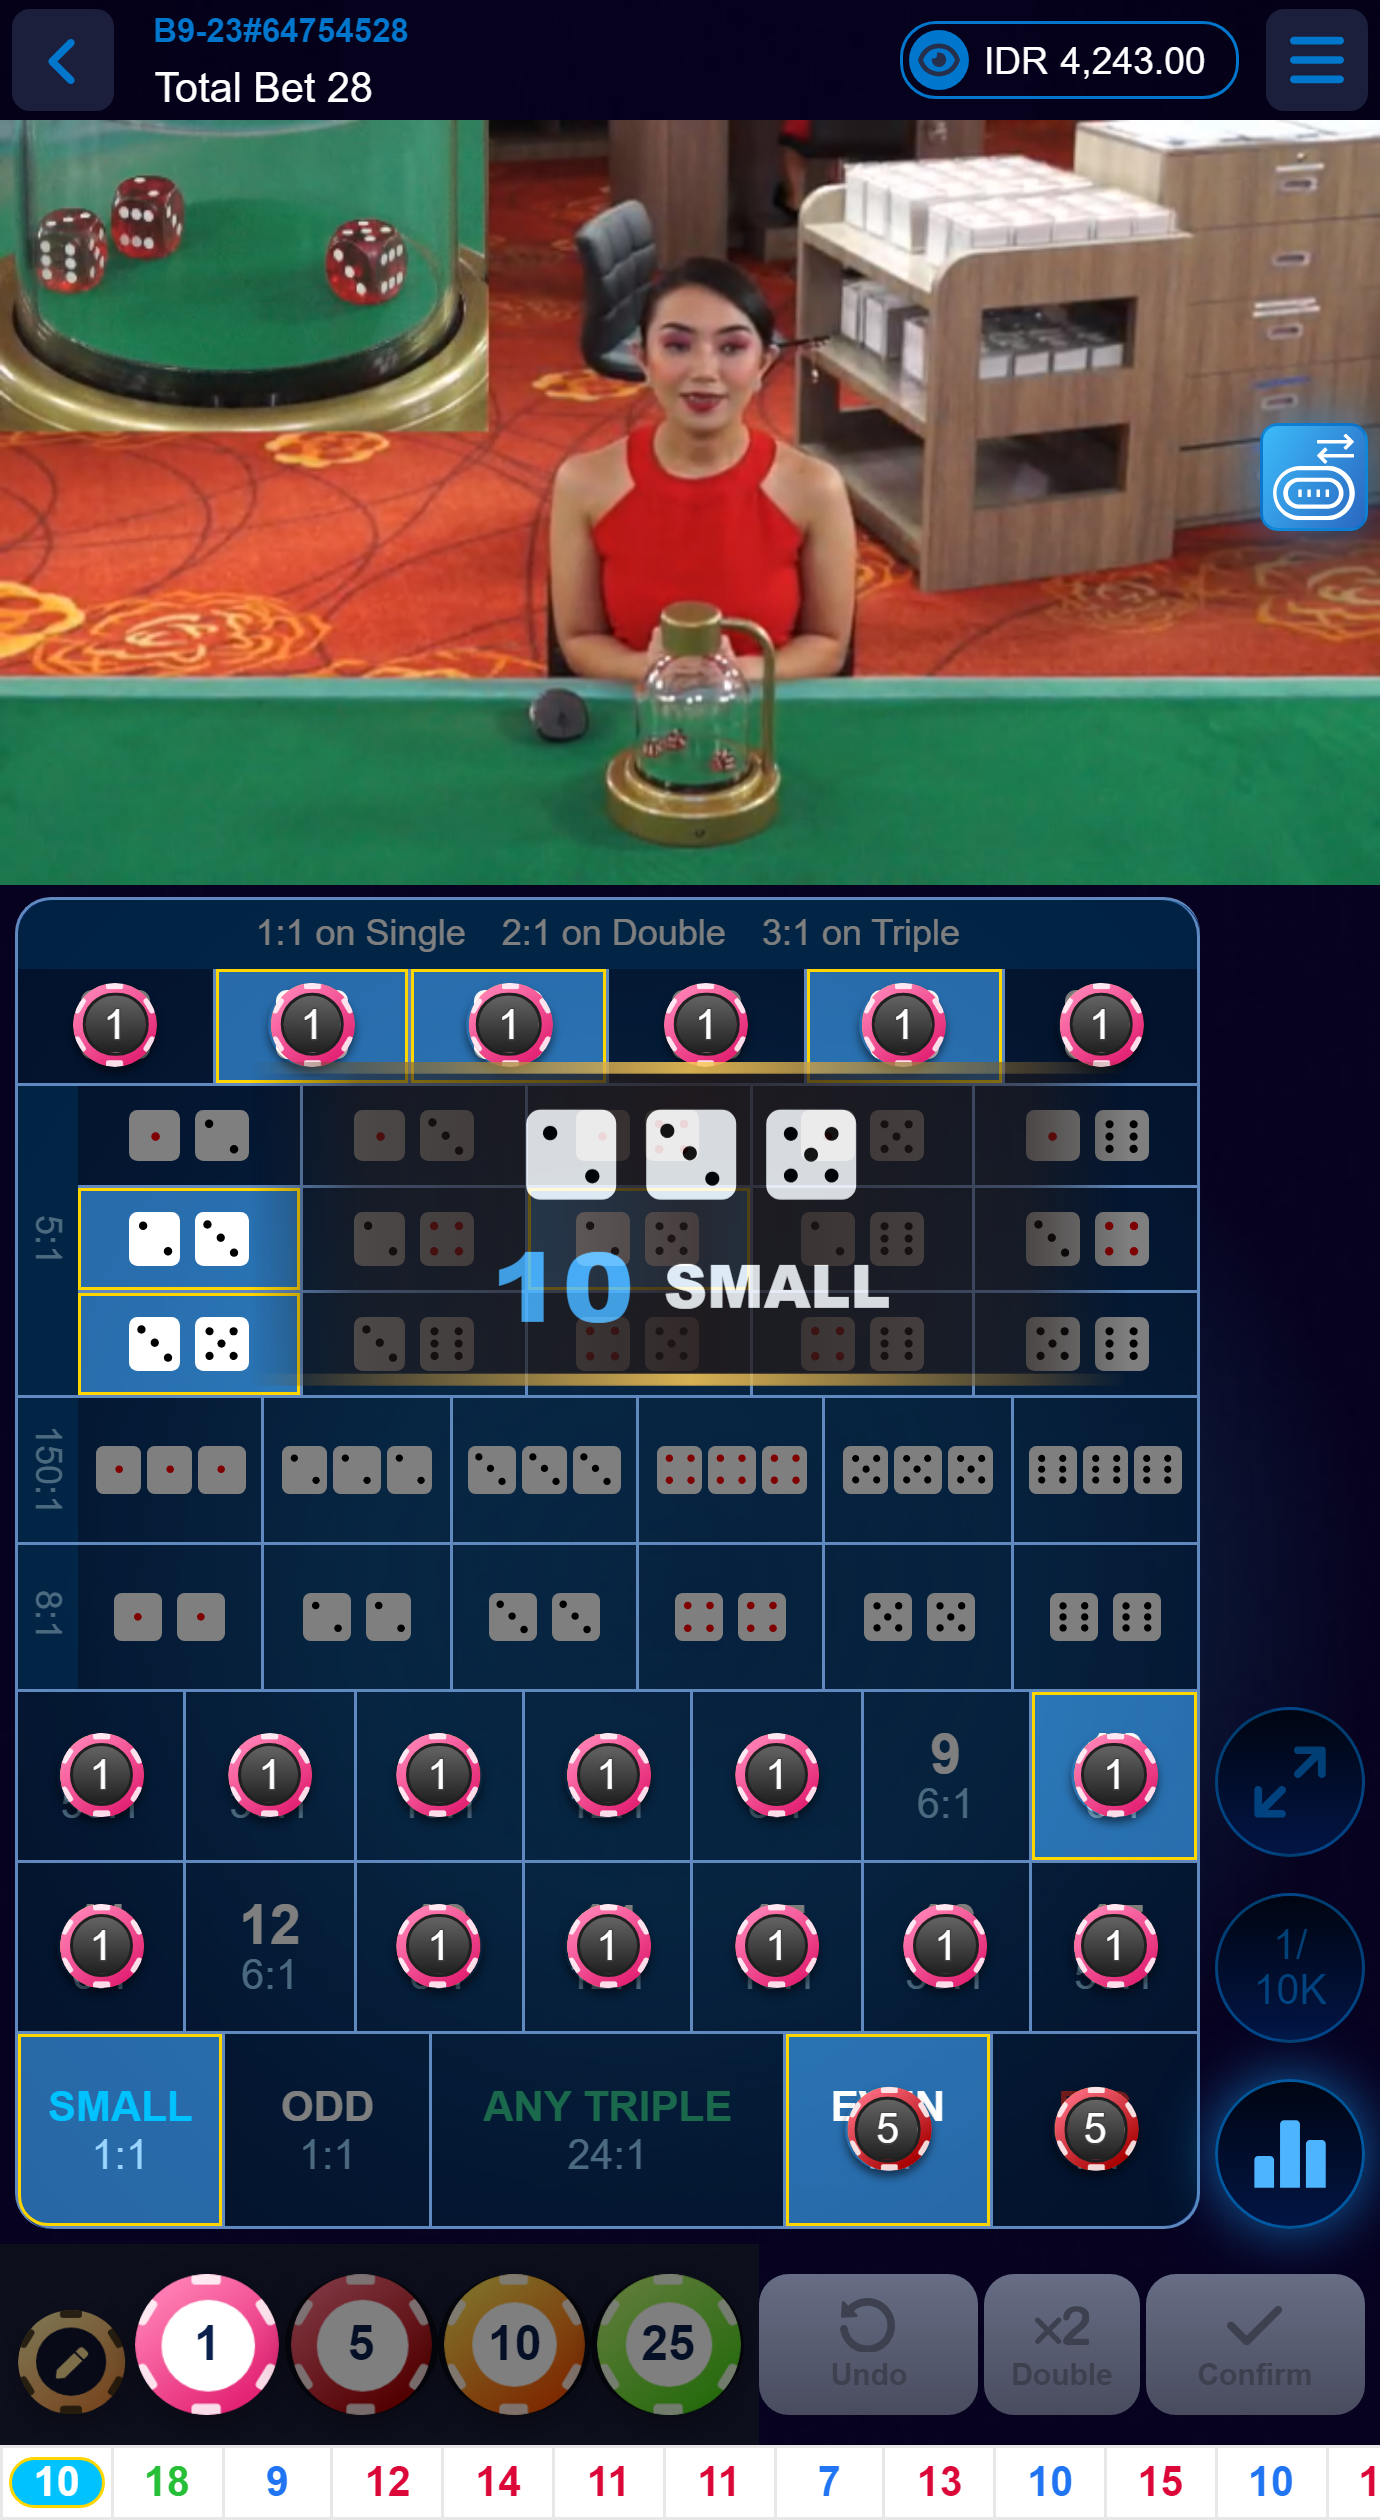 B9-23#64754528
Total Bet 28
IDR 4,243.00
1:1 on Single 2:1 on Double 3:1 on Triple
1 1 1 1 1 1
5:1
10 SMALL
150:1
8:1
1 1 1 1 1 9 1
6:1
1 12 1 1 1 1 1
6:1
1/
10K
SMALL ODD ANY TRIPLE 5 5
1:1 1:1 24:1
1 5 10 25
x2
Undo Double Confirm
10 18 9 12 14 11 11 7 13 10 15 10